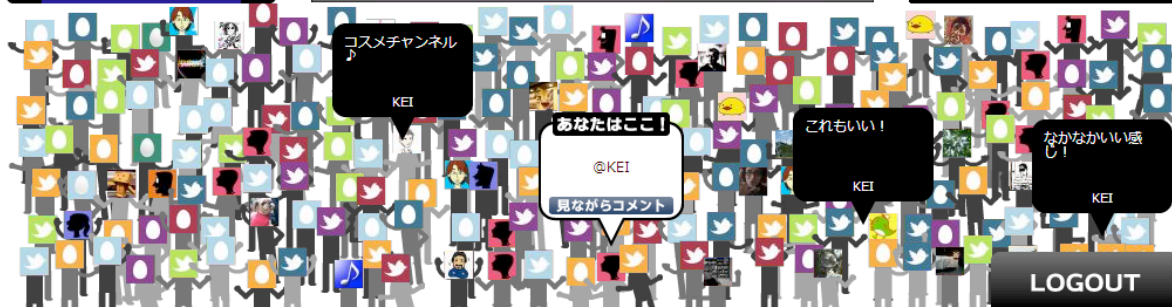 コスメチャンネル
♪
KEI
あなたはここ！
@KEI
見ながらコメント
これもいい！
KEI
なかなかいい感
じ！
KEI
LOGOUT